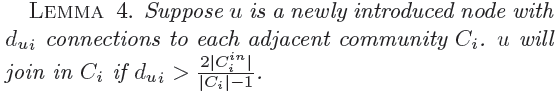 LEMMA 4. Suppose u is a newly introduced node with
d_{ui} connections to each adjacent community C_i. u will
join in C_i if d_{ui} > \frac{2|C_i^{in}|}{|C_i|-1}.